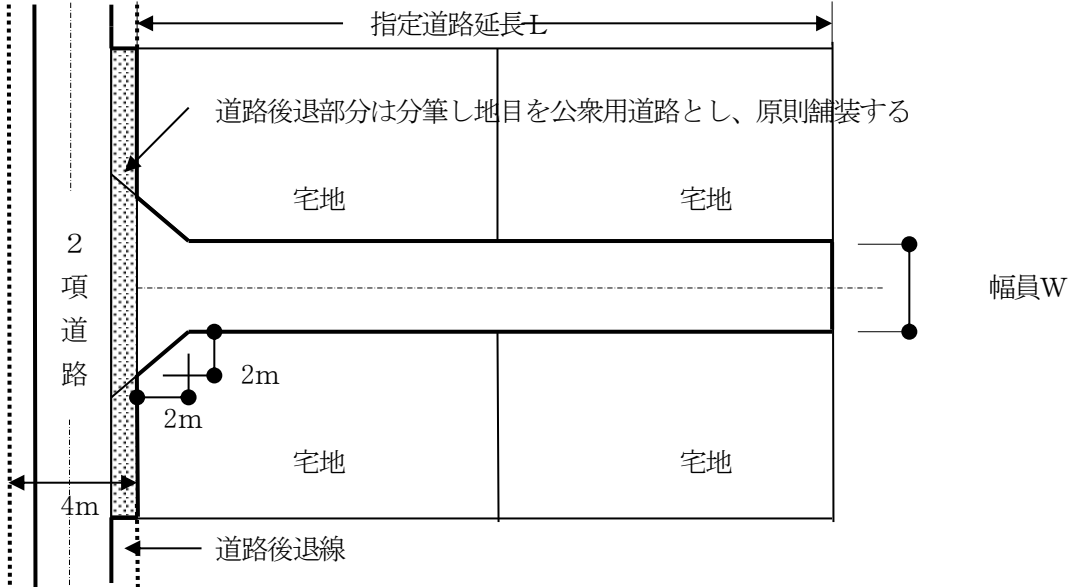 指定道路延長L
道路後退部分は分筆し地目を公衆用道路とし、原則舗装する
宅地
宅地
2項道路
幅員W
2m
2m
宅地
宅地
4m
道路後退線